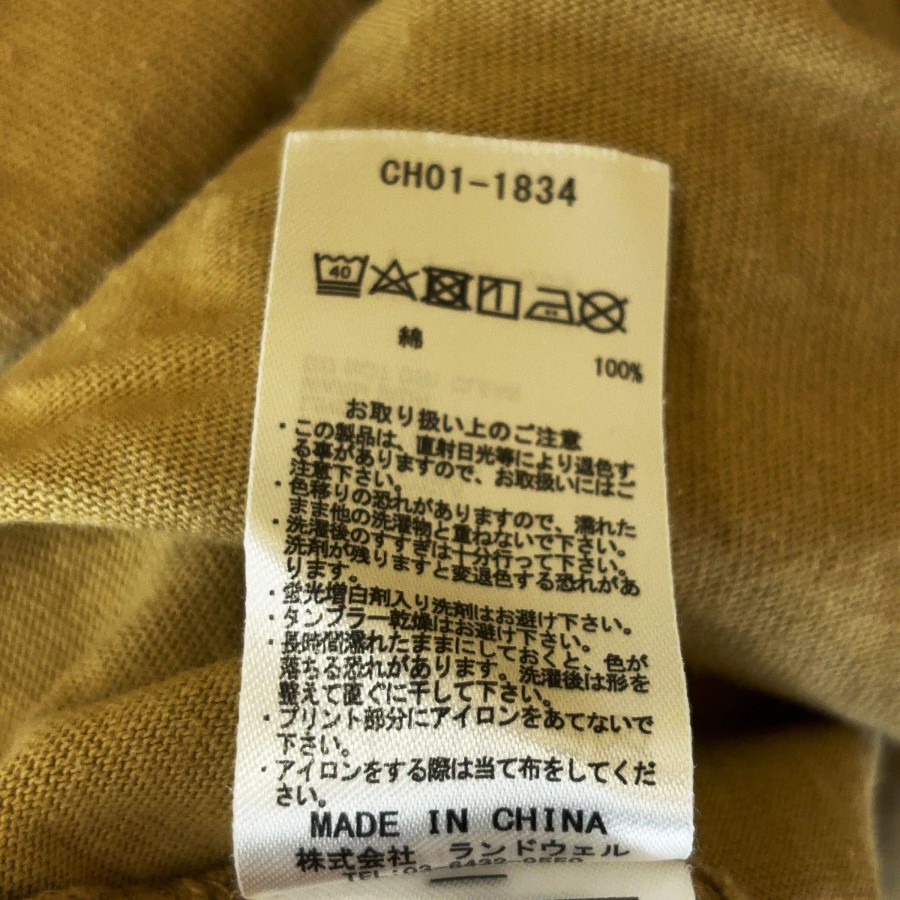 CH01-1834
40
綿
100%
お取り扱い上のご注意
・この製品は、直射日光等により退色す
る事がありますので、お取扱いにはご
注意下さい。
・色移りの恐れがありますので、濡れた
まま他の洗濯物と重ねないで下さい。
・洗濯後のすすぎは十分行って下さい。
洗剤が残りますと変退色する恐れがあ
ります。
・蛍光増白剤入り洗剤はお避け下さい。
・タンブラー乾燥はお避け下さい。
・長時間濡れたままにしておくと、色が
落ちる恐れがあります。洗濯後は形を
整えて直ぐに干して下さい。
・プリント部分にアイロンをあてないで
下さい。
・アイロンをする際は当て布をしてくだ
さい。
MADE IN CHINA
株式会社 ランドウェル
TEL:03-6432-9550